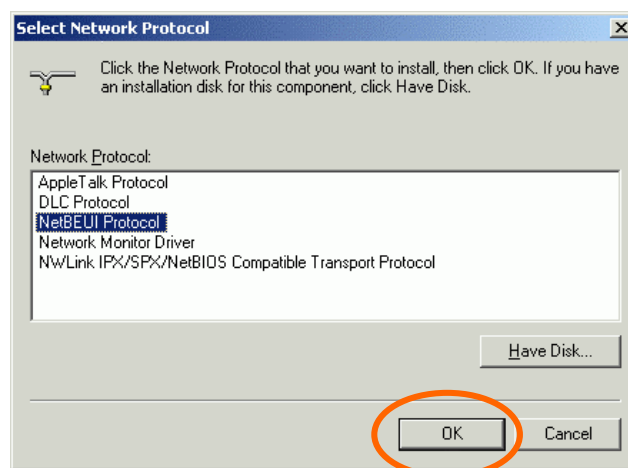 Select Network Protocol
Click the Network Protocol that you want to install, then click OK. If you have
an installation disk for this component, click Have Disk.
Network Protocol:
AppleTalk Protocol
DLC Protocol
NetBEUI Protocol
Network Monitor Driver
NWLink IPX/SPX/NetBIOS Compatible Transport Protocol
Have Disk...
OK Cancel